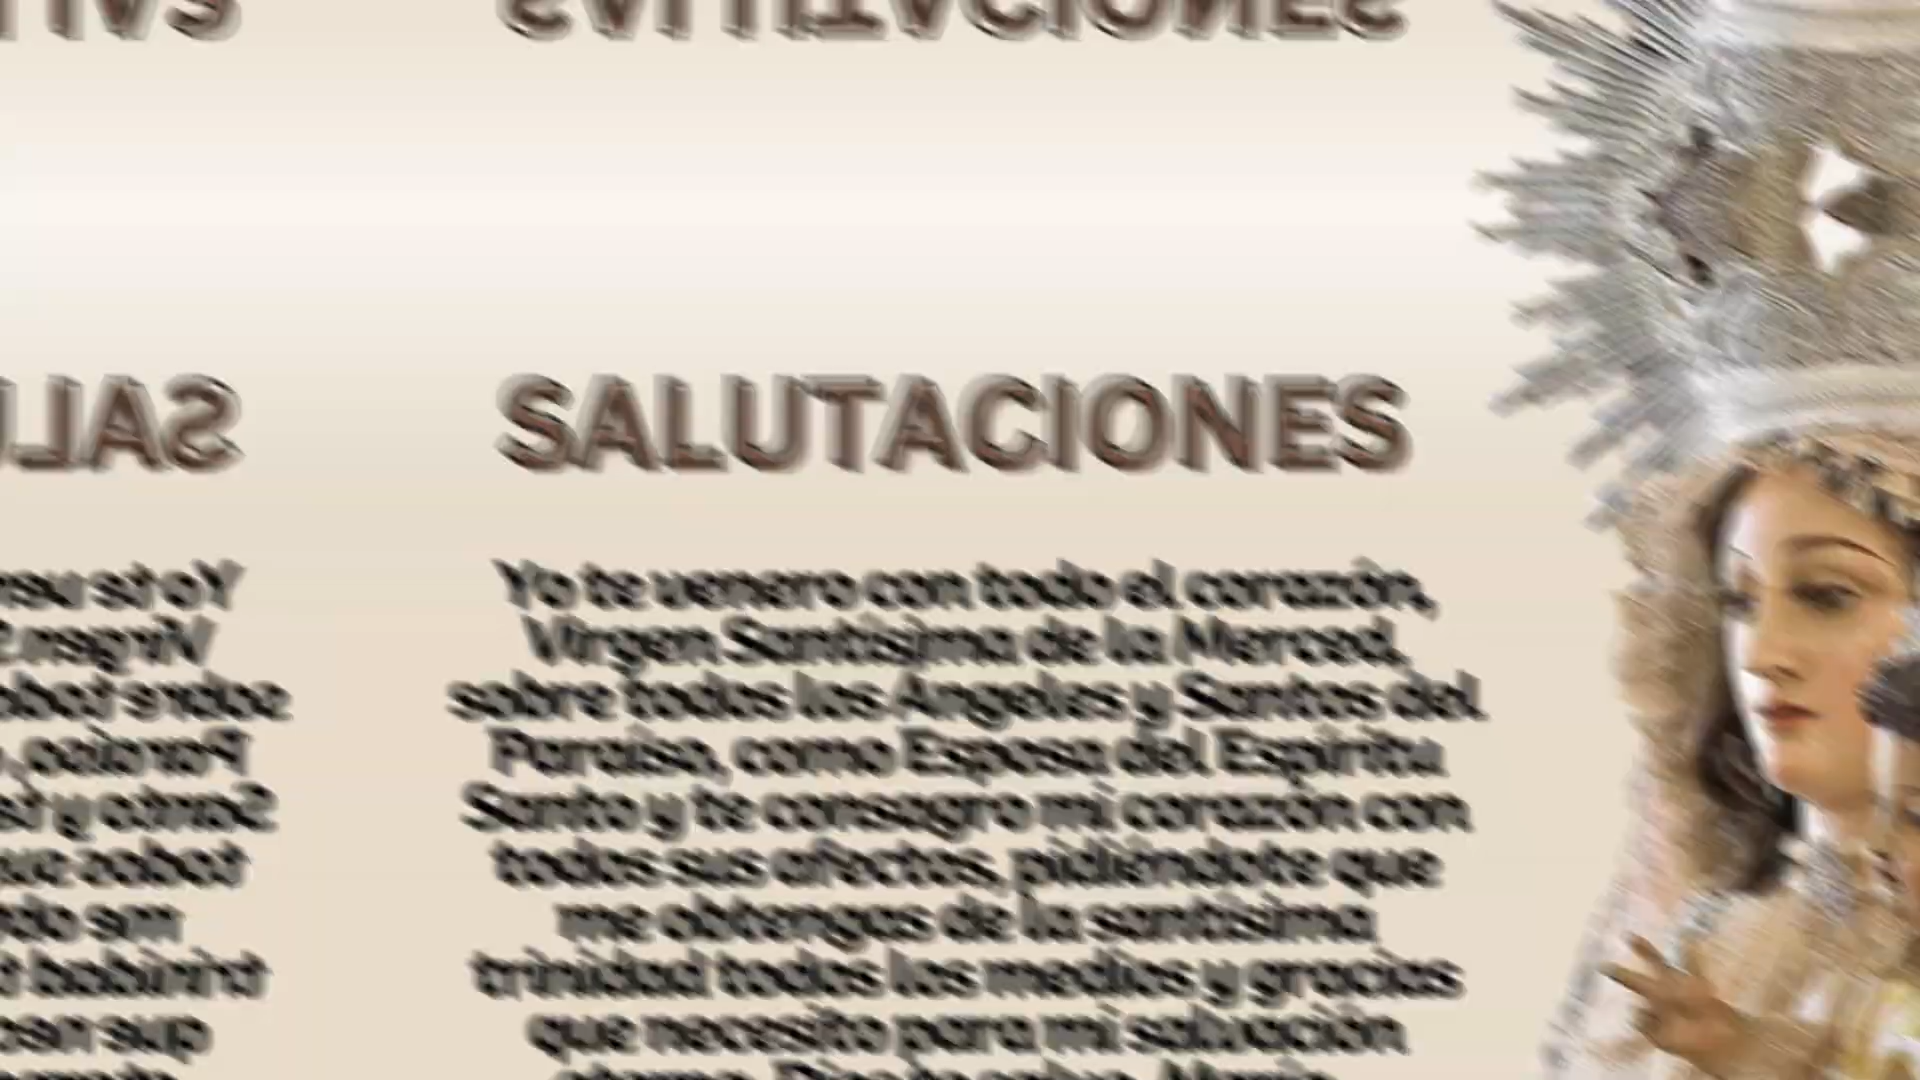 SALUTACIONES
Yo te venero con todo el corazón,
Virgen Santísima de la Merced,
sobre todos los Angeles y Santos del
Paraíso, como Esposa del Espíritu
Santo y te consagro mi corazón con
todos sus afectos, pidiéndote que
me obtengas de la santísima
trinidad todos los medios y gracias
que necesito para mi salvación